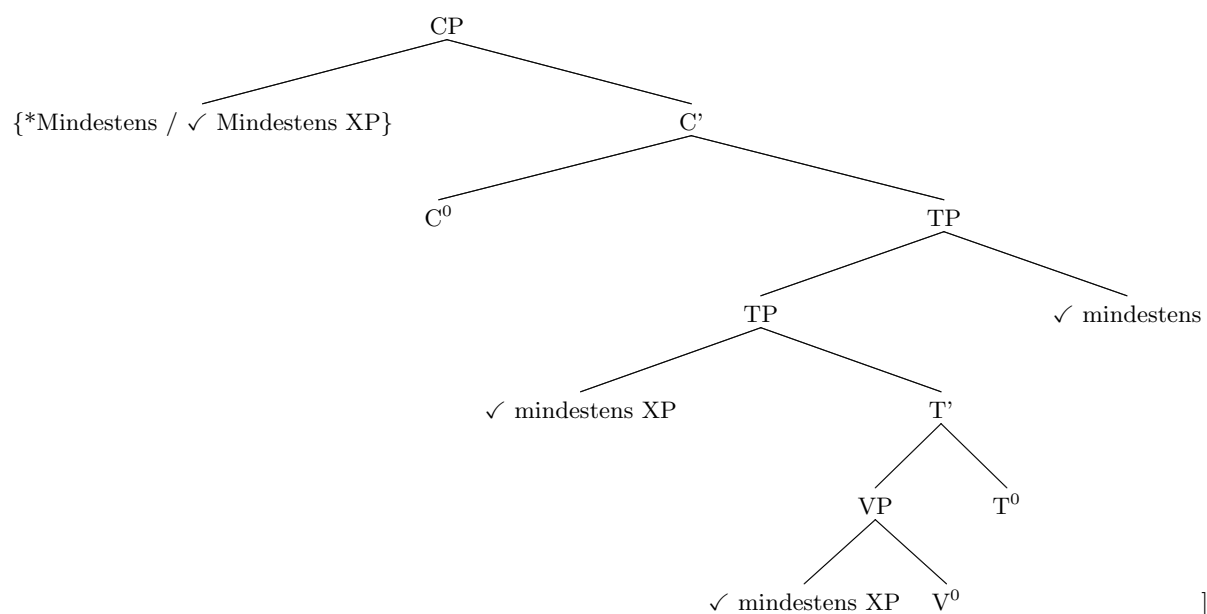 CP
{*Mindestens / ✓ Mindestens XP} C’
C⁰ TP
TP ✓ mindestens
✓ mindestens XP T’
VP T⁰
✓ mindestens XP V⁰ ]